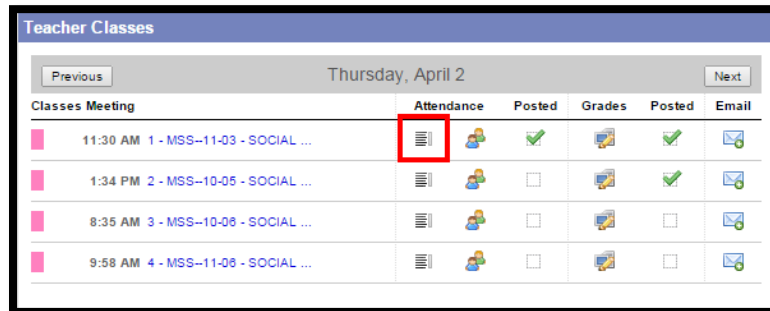 Teacher Classes
Previous Thursday, April 2 Next
Classes Meeting Attendance Posted Grades Posted Email
11:30 AM 1 - MSS--11-03 - SOCIAL ...
1:34 PM 2 - MSS--10-05 - SOCIAL ...
8:35 AM 3 - MSS--10-06 - SOCIAL ...
9:58 AM 4 - MSS--11-06 - SOCIAL ...